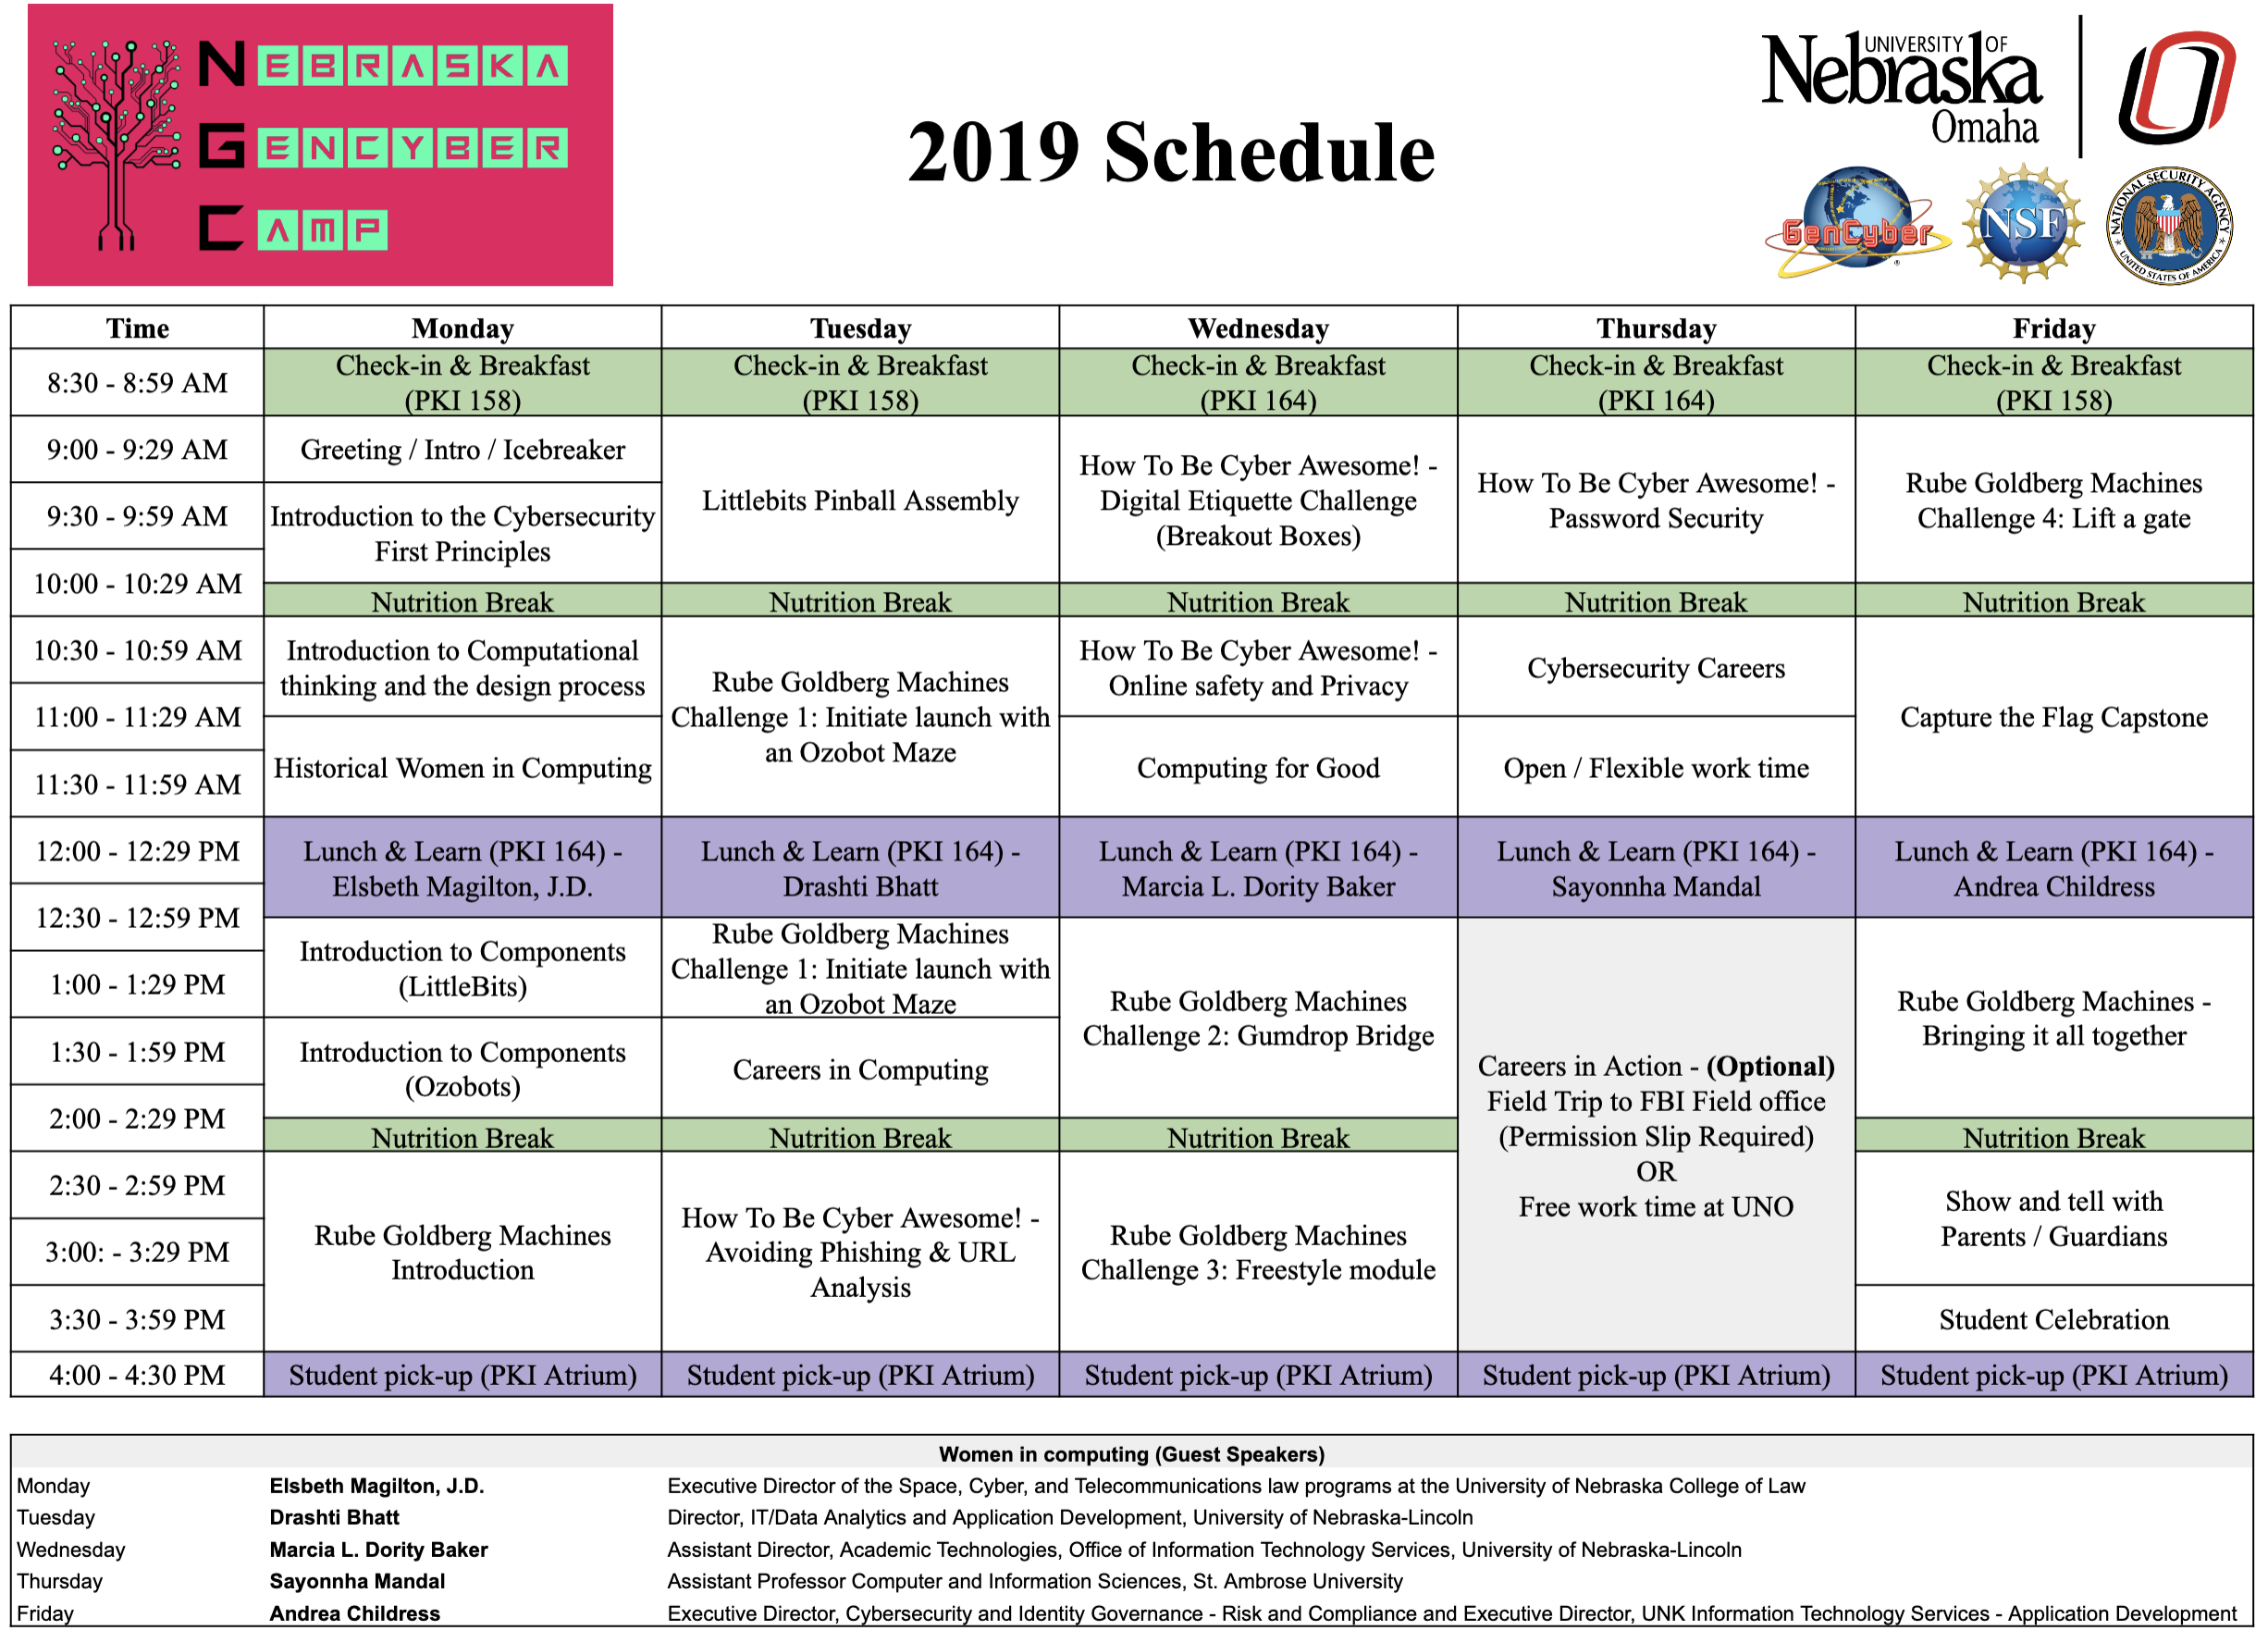 NEBRASKA
GENCYBER
CAMP
2019 Schedule
UNIVERSITY OF
Nebraska
Omaha
GenCyber
®
NSF
NATIONAL SECURITY AGENCY
UNITED STATES OF AMERICA
Time Monday Tuesday Wednesday Thursday Friday
8:30 - 8:59 AM
Check-in & Breakfast
(PKI 158)
Check-in & Breakfast
(PKI 158)
Check-in & Breakfast
(PKI 164)
Check-in & Breakfast
(PKI 164)
Check-in & Breakfast
(PKI 158)
9:00 - 9:29 AM
Greeting / Intro / Icebreaker
Littlebits Pinball Assembly
How To Be Cyber Awesome! -
Digital Etiquette Challenge
(Breakout Boxes)
How To Be Cyber Awesome! -
Password Security
Rube Goldberg Machines
Challenge 4: Lift a gate
9:30 - 9:59 AM
Introduction to the Cybersecurity
First Principles
10:00 - 10:29 AM
Nutrition Break
Nutrition Break
Nutrition Break
Nutrition Break
Nutrition Break
10:30 - 10:59 AM
Introduction to Computational
thinking and the design process
Rube Goldberg Machines
Challenge 1: Initiate launch with
an Ozobot Maze
How To Be Cyber Awesome! -
Online safety and Privacy
Cybersecurity Careers
Capture the Flag Capstone
11:00 - 11:29 AM
Historical Women in Computing
Computing for Good
Open / Flexible work time
11:30 - 11:59 AM
12:00 - 12:29 PM
Lunch & Learn (PKI 164) -
Elsbeth Magilton, J.D.
Lunch & Learn (PKI 164) -
Drashti Bhatt
Lunch & Learn (PKI 164) -
Marcia L. Dority Baker
Lunch & Learn (PKI 164) -
Sayonnha Mandal
Lunch & Learn (PKI 164) -
Andrea Childress
12:30 - 12:59 PM
Introduction to Components
(LittleBits)
Rube Goldberg Machines
Challenge 1: Initiate launch with
an Ozobot Maze
Rube Goldberg Machines
Challenge 2: Gumdrop Bridge
Careers in Action - (Optional)
Field Trip to FBI Field office
(Permission Slip Required)
OR
Free work time at UNO
Rube Goldberg Machines -
Bringing it all together
1:00 - 1:29 PM
1:30 - 1:59 PM
Introduction to Components
(Ozobots)
Careers in Computing
2:00 - 2:29 PM
Nutrition Break
Nutrition Break
Nutrition Break
Nutrition Break
2:30 - 2:59 PM
Rube Goldberg Machines
Introduction
How To Be Cyber Awesome! -
Avoiding Phishing & URL
Analysis
Rube Goldberg Machines
Challenge 3: Freestyle module
Show and tell with
Parents / Guardians
3:00: - 3:29 PM
3:30 - 3:59 PM
Student Celebration
4:00 - 4:30 PM
Student pick-up (PKI Atrium)
Student pick-up (PKI Atrium)
Student pick-up (PKI Atrium)
Student pick-up (PKI Atrium)
Student pick-up (PKI Atrium)
Women in computing (Guest Speakers)
Monday Elsbeth Magilton, J.D. Executive Director of the Space, Cyber, and Telecommunications law programs at the University of Nebraska College of Law
Tuesday Drashti Bhatt Director, IT/Data Analytics and Application Development, University of Nebraska-Lincoln
Wednesday Marcia L. Dority Baker Assistant Director, Academic Technologies, Office of Information Technology Services, University of Nebraska-Lincoln
Thursday Sayonnha Mandal Assistant Professor Computer and Information Sciences, St. Ambrose University
Friday Andrea Childress Executive Director, Cybersecurity and Identity Governance - Risk and Compliance and Executive Director, UNK Information Technology Services - Application Development